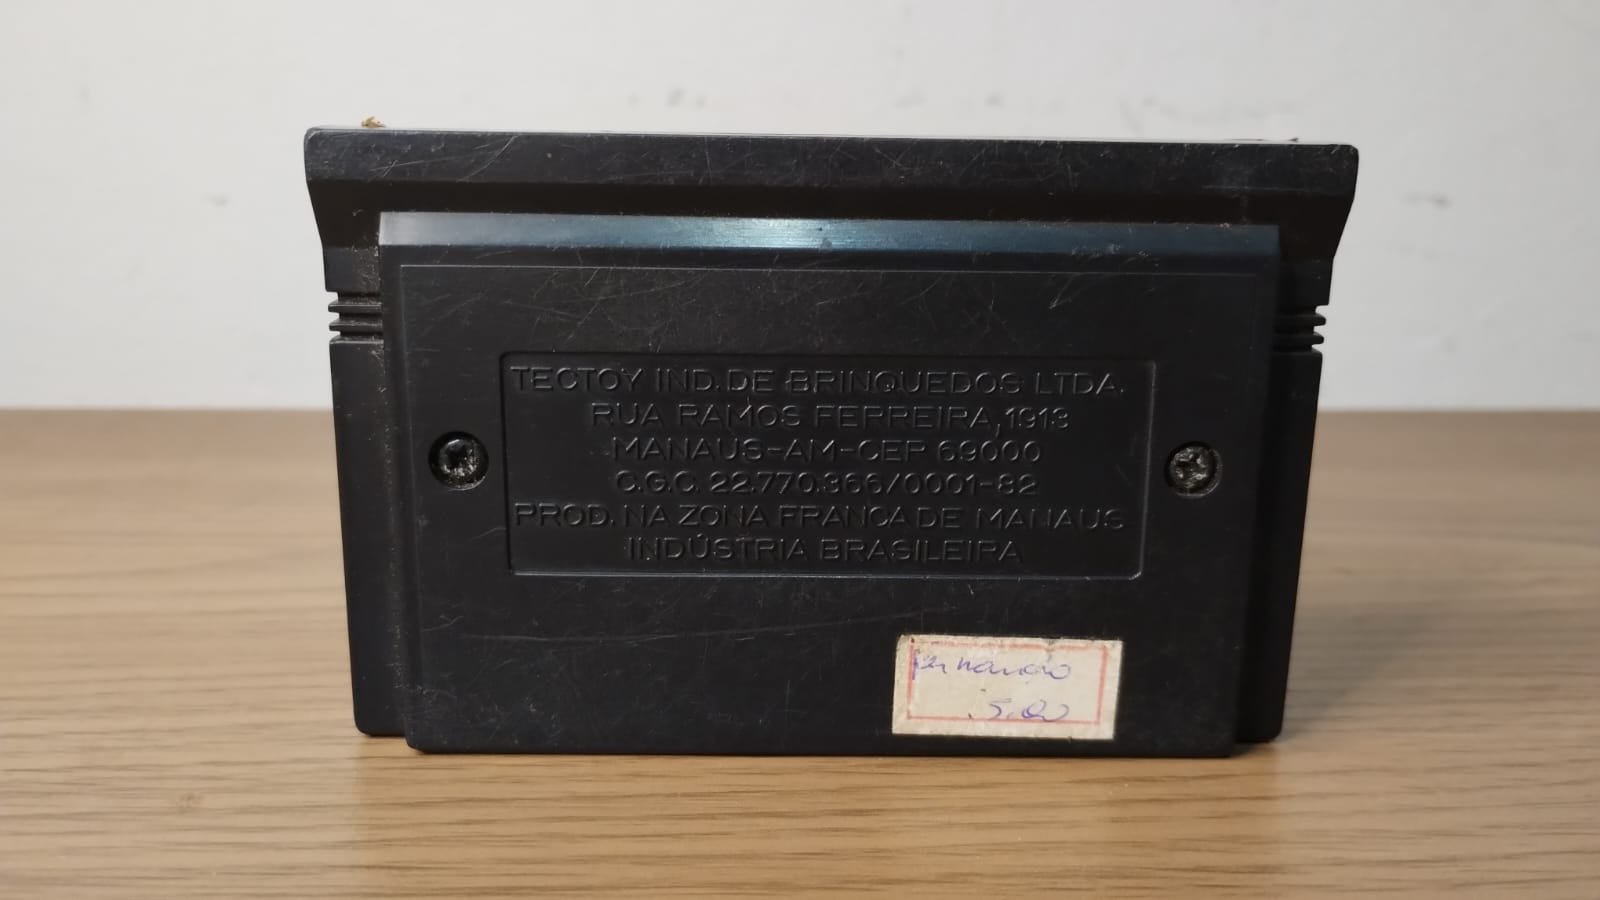 TECTOY IND. DE BRINQUEDOS LTDA.
RUA RAMOS FERREIRA, 1913
MANAUS-AM-CEP 69000
C.G.C. 22.770.366/0001-82
PROD. NA ZONA FRANCA DE MANAUS
INDÚSTRIA BRASILEIRA